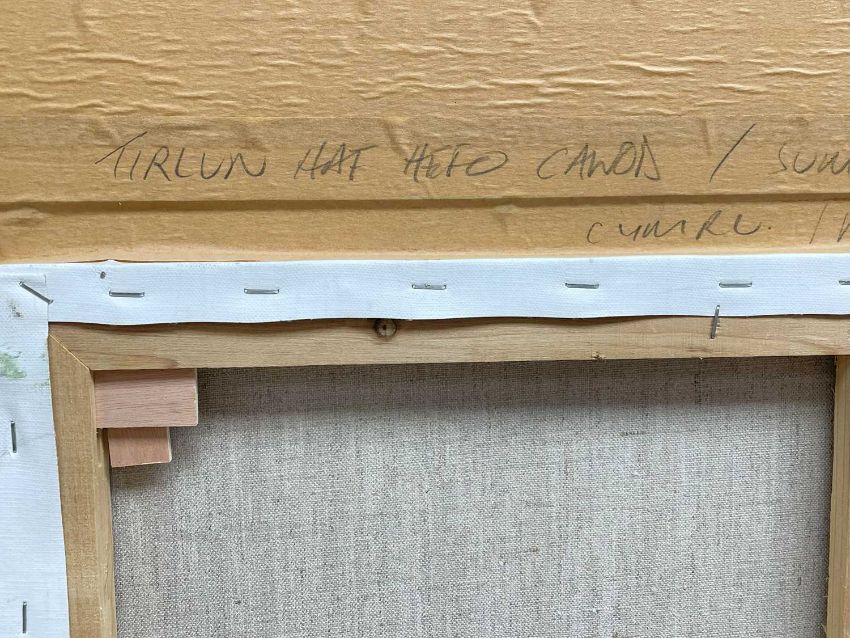 TIRLUN HAF HEFO CAWOD / SUM
CYMRU.